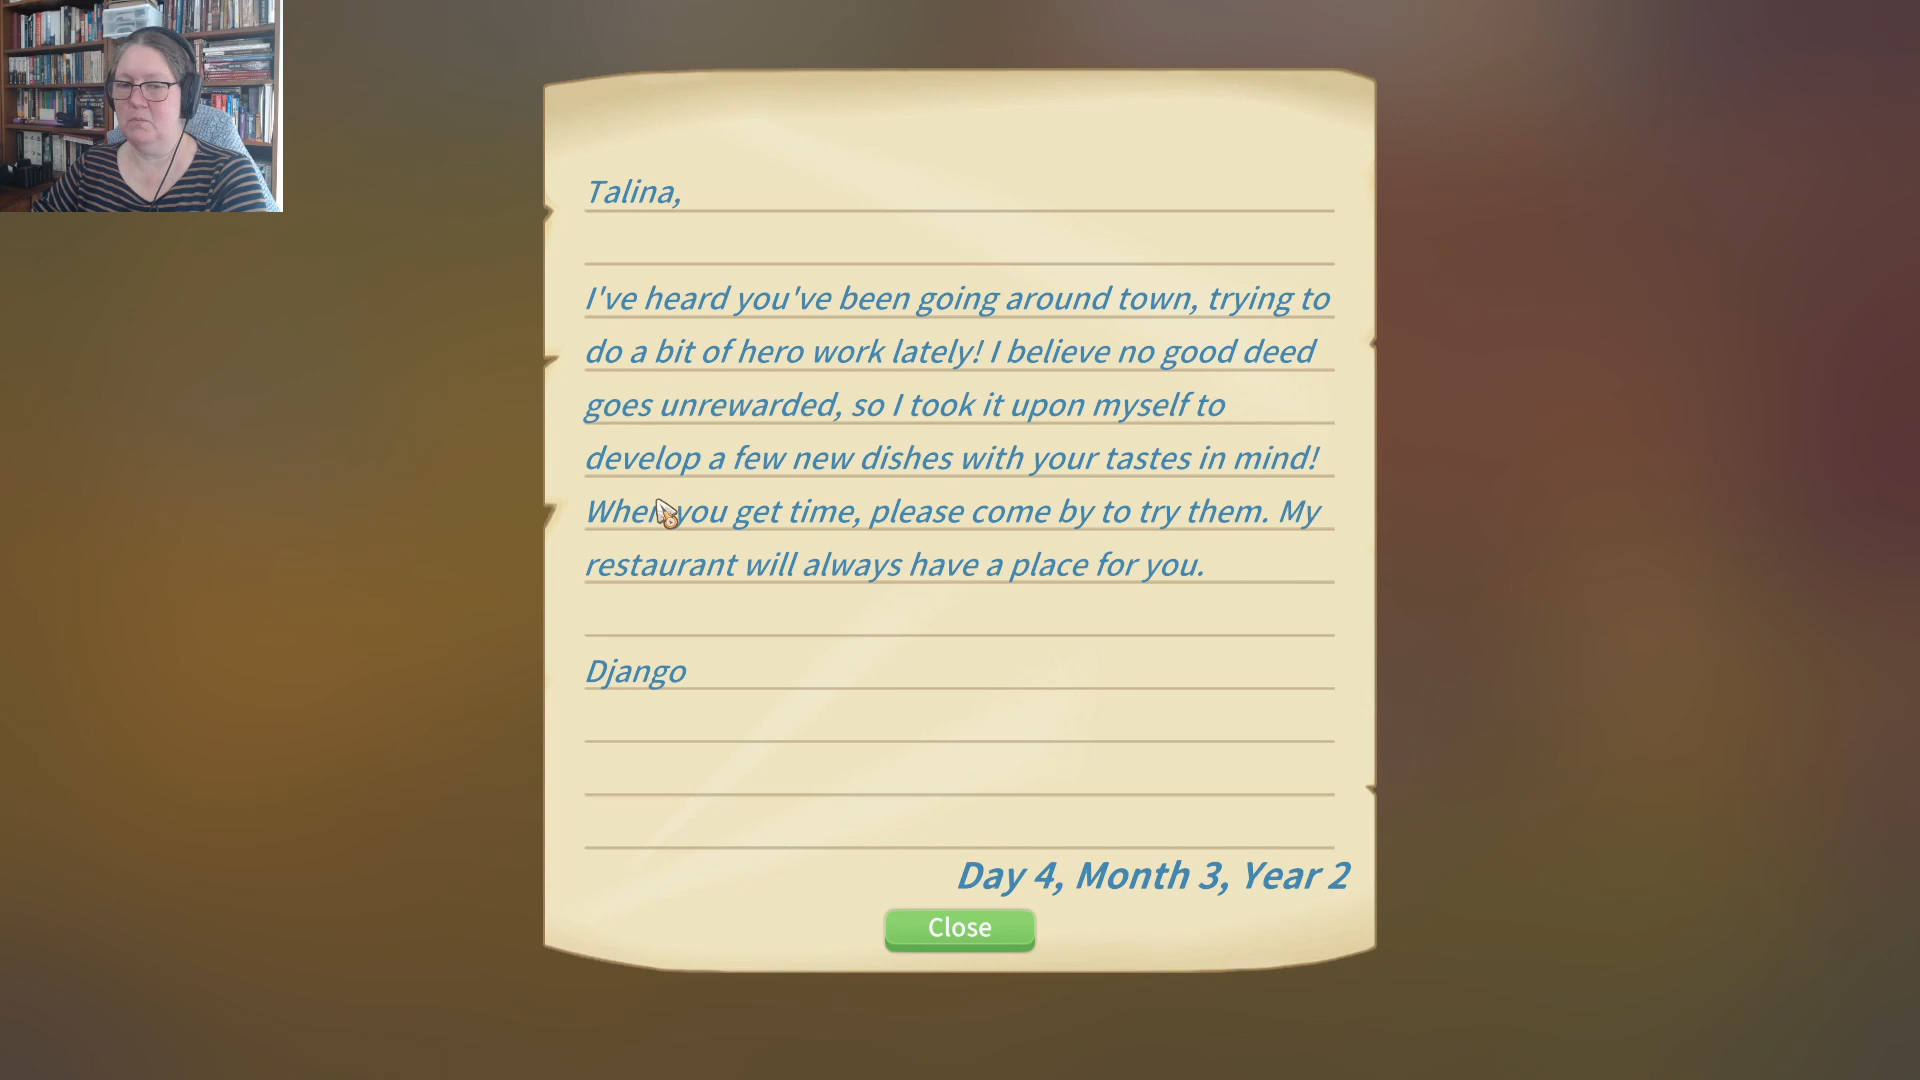 Talina,
I've heard you've been going around town, trying to
do a bit of hero work lately! I believe no good deed
goes unrewarded, so I took it upon myself to
develop a few new dishes with your tastes in mind!
When you get time, please come by to try them. My
restaurant will always have a place for you.
Django
Day 4, Month 3, Year 2
Close